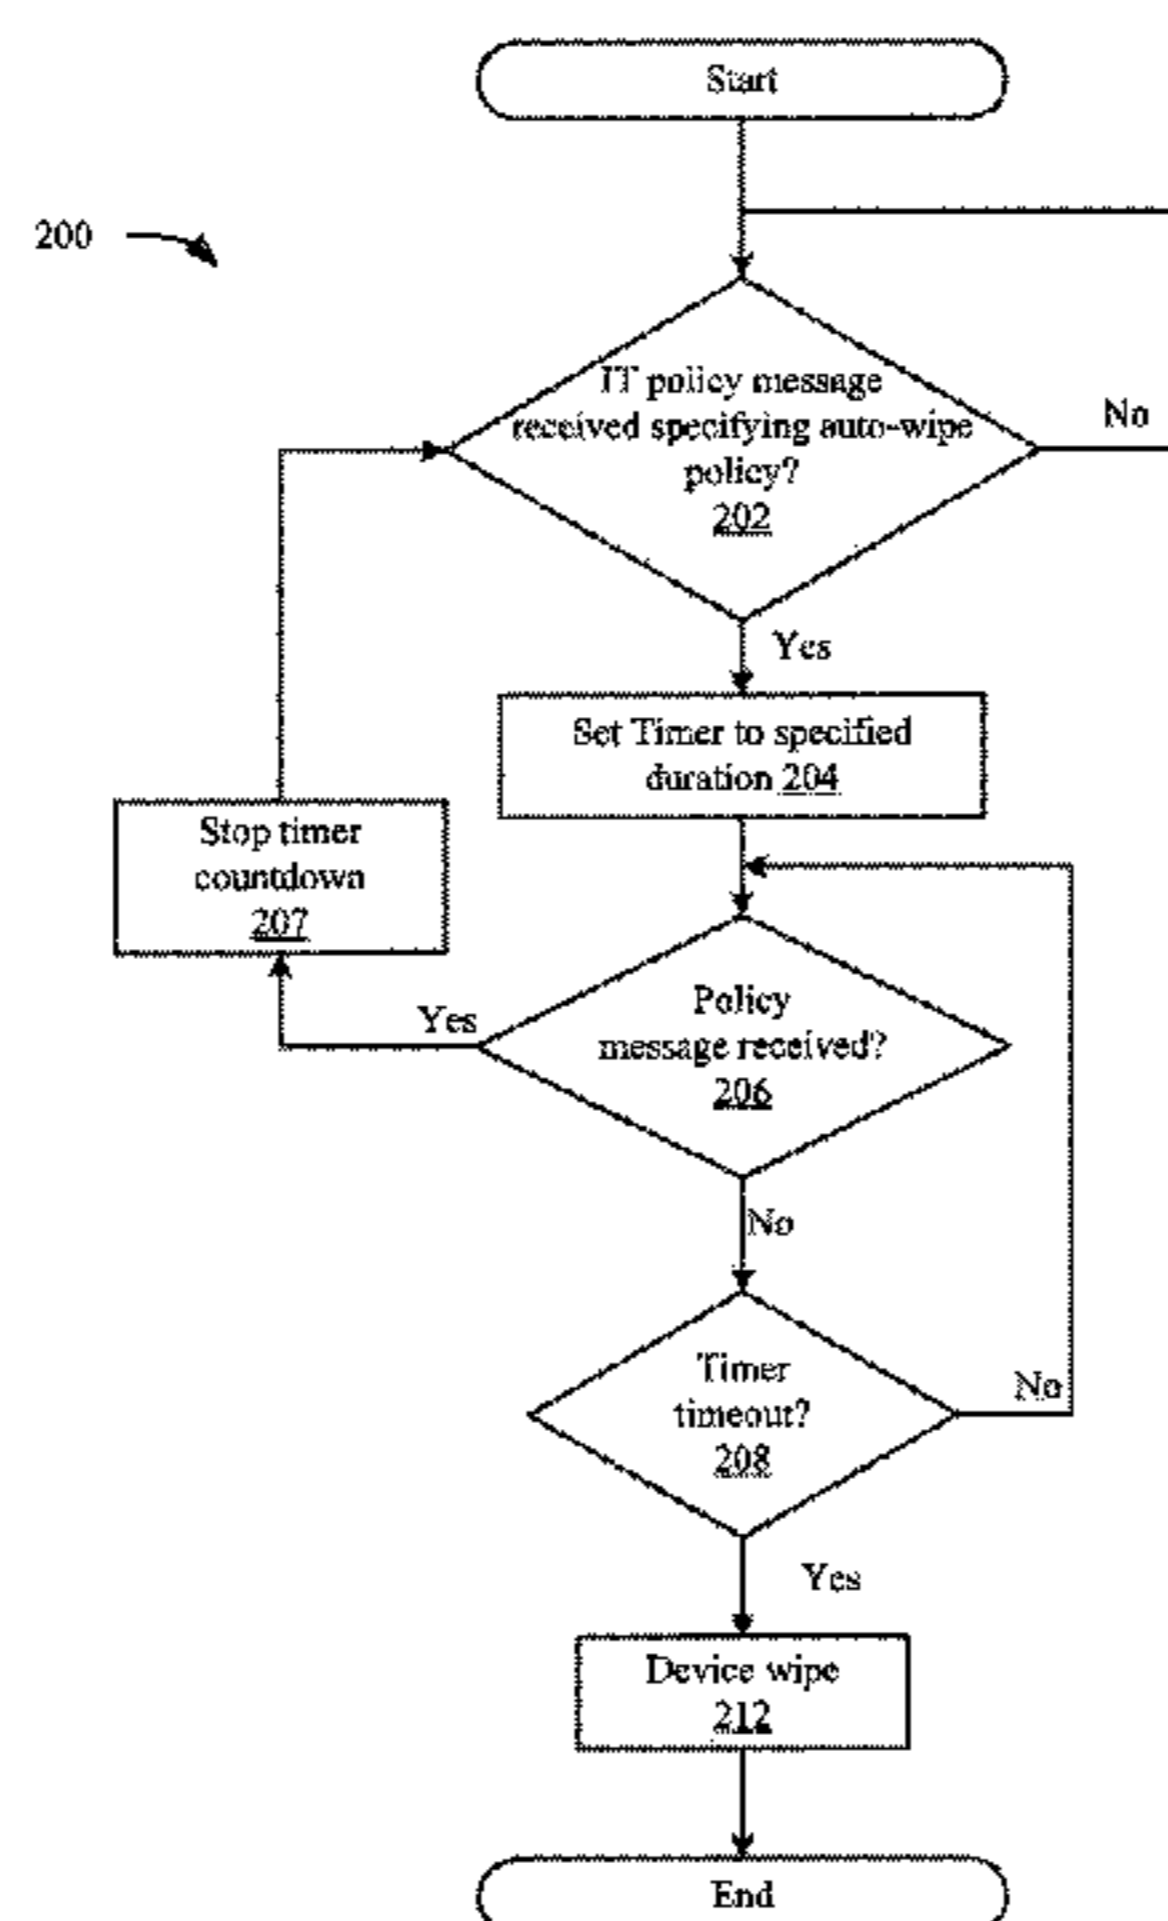 Start
200
IT policy message
received specifying auto-wipe
policy?
202
No
Yes
Set Timer to specified
duration 204
Stop timer
countdown
207
Yes
Policy
message received?
206
No
Timer
timeout?
208
No
Yes
Device wipe
212
End